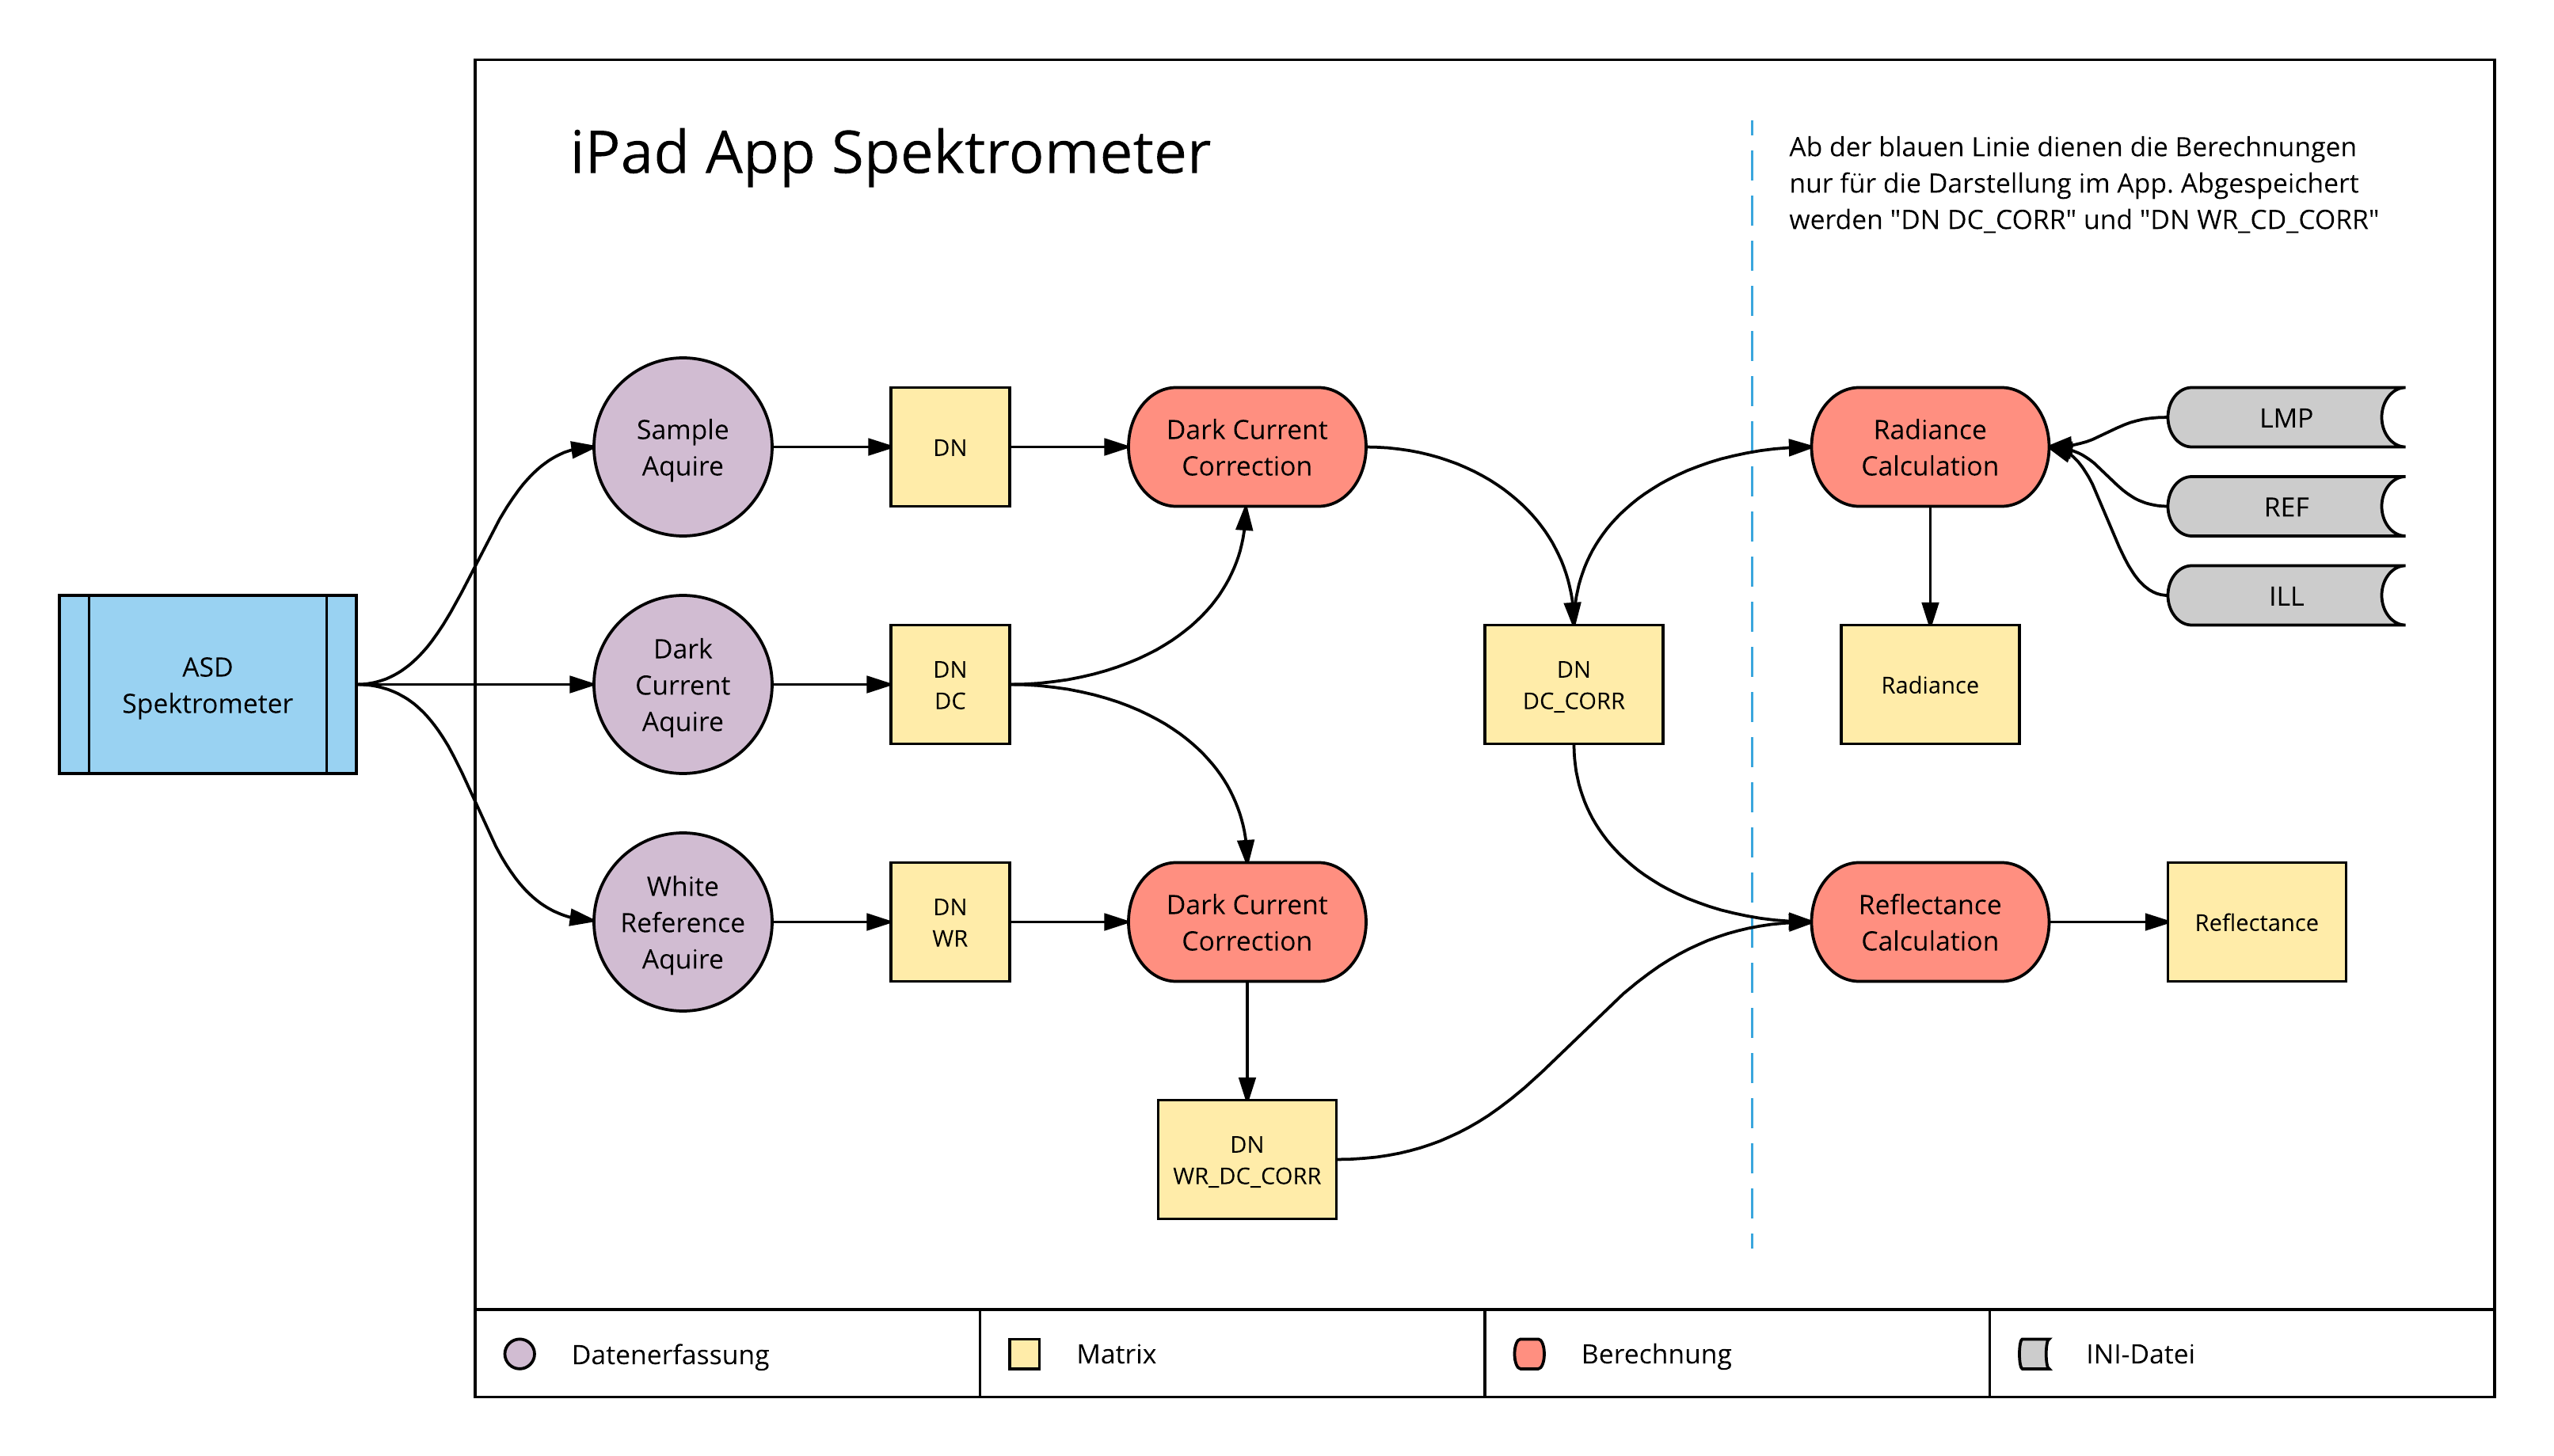 iPad App Spektrometer
Ab der blauen Linie dienen die Berechnungen
nur für die Darstellung im App. Abgespeichert
werden "DN DC_CORR" und "DN WR_CD_CORR"
ASD
Spektrometer
Sample
Aquire
DN
Dark Current
Correction
Radiance
Calculation
LMP
REF
ILL
Dark
Current
Aquire
DN
DC
DN
DC_CORR
Radiance
White
Reference
Aquire
DN
WR
Dark Current
Correction
Reflectance
Calculation
Reflectance
DN
WR_DC_CORR
Datenerfassung
Matrix
Berechnung
INI-Datei